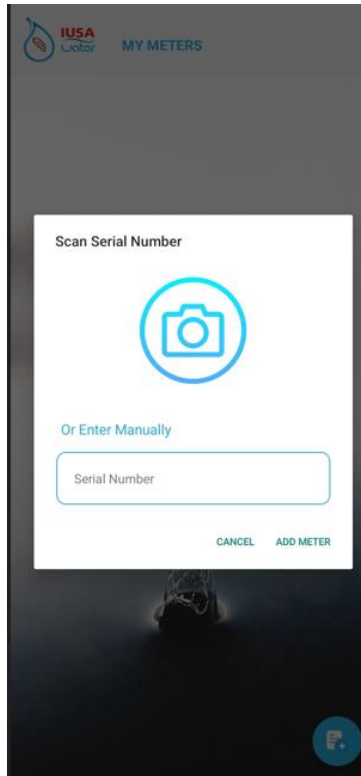 IUSA
water
MY METERS
Scan Serial Number
Or Enter Manually
Serial Number
CANCEL ADD METER